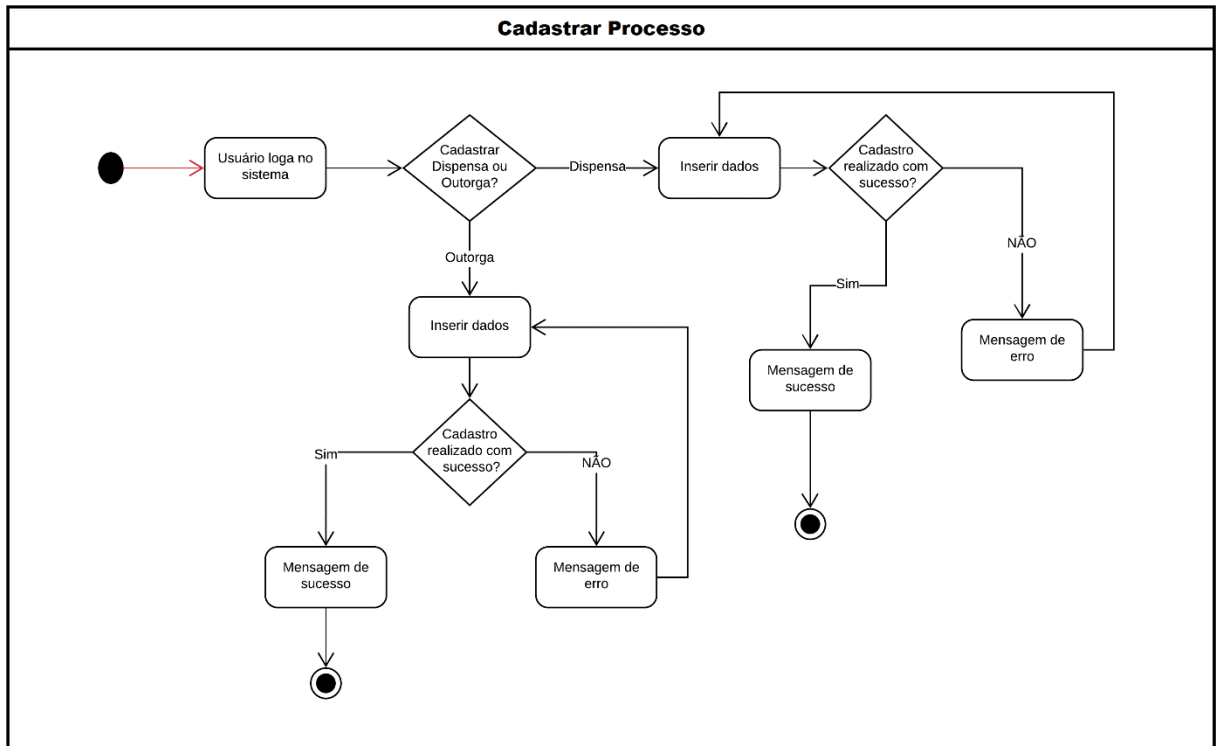 Cadastrar Processo
Usuário loga no
sistema
Cadastrar
Dispensa ou
Outorga?
Dispensa
Inserir dados
Cadastro
realizado com
sucesso?
NÃO
Mensagem de
erro
Sim
Mensagem de
sucesso
Outorga
Inserir dados
Cadastro
realizado com
sucesso?
Sim
Mensagem de
sucesso
NÃO
Mensagem de
erro